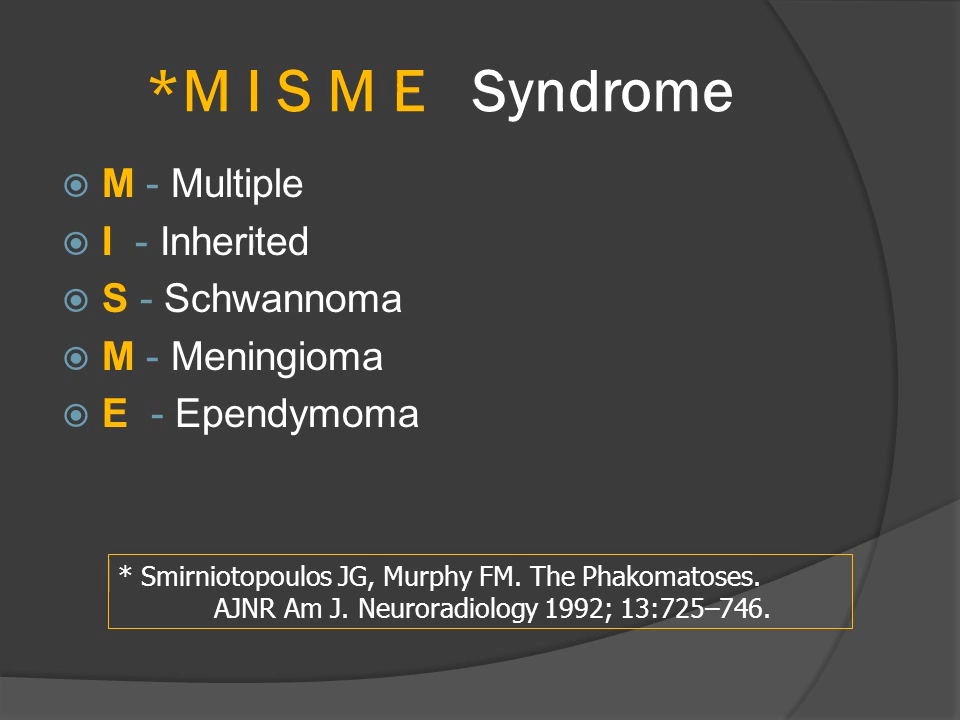 *M I S M E Syndrome
M - Multiple
I - Inherited
S - Schwannoma
M - Meningioma
E - Ependymoma
* Smirniotopoulos JG, Murphy FM. The Phakomatoses.
AJNR Am J. Neuroradiology 1992; 13:725–746.